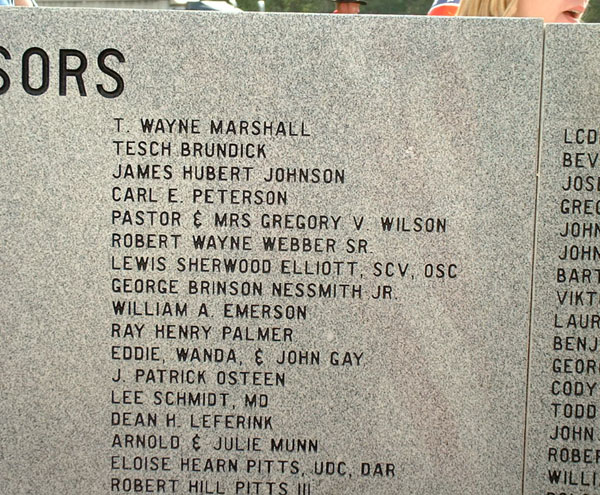 SORS
T. WAYNE MARSHALL
TESCH BRUNDICK
JAMES HUBERT JOHNSON
CARL E. PETERSON
PASTOR & MRS GREGORY V. WILSON
ROBERT WAYNE WEBBER SR.
LEWIS SHERWOOD ELLIOTT, SCV, OSC
GEORGE BRINSON NESSMITH JR.
WILLIAM A. EMERSON
RAY HENRY PALMER
EDDIE, WANDA, & JOHN GAY
J. PATRICK OSTEEN
LEE SCHMIDT, MD
DEAN H. LEFERINK
ARNOLD & JULIE MUNN
ELOISE HEARN PITTS, UDC, DAR
ROBERT HILL PITTS III
LCD
BEV
JOS
GREG
JOHN
JOHN
BART
VIKT
LAUR
BENJ
GEOR
CODY
TODD
JOHN
ROBER
WILLI